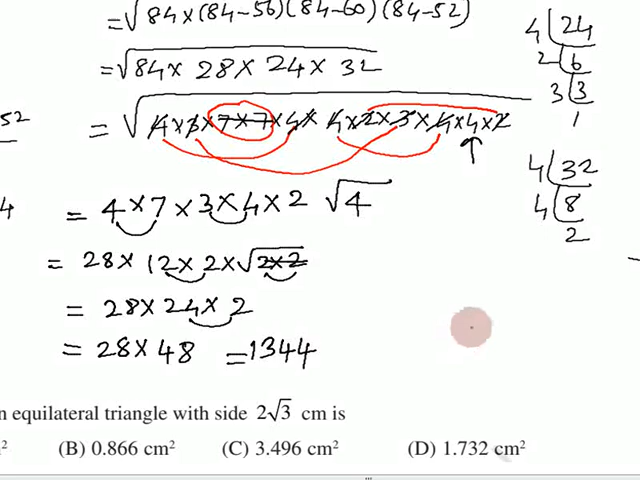 =√84×(84-56)(84-60)(84-52)
=√84× 28× 24× 32
52
= √4×3×7×7×4× 4×2×3×4×4×2
4
= 4×7×3×4×2 √4
= 28×12×2×√2×2
= 28×24×2
= 28×48 =1344
4 24
2 6
3 3
1
4 32
4 8
2
n equilateral triangle with side 2√3 cm is
(B) 0.866 cm² (C) 3.496 cm² (D) 1.732 cm²